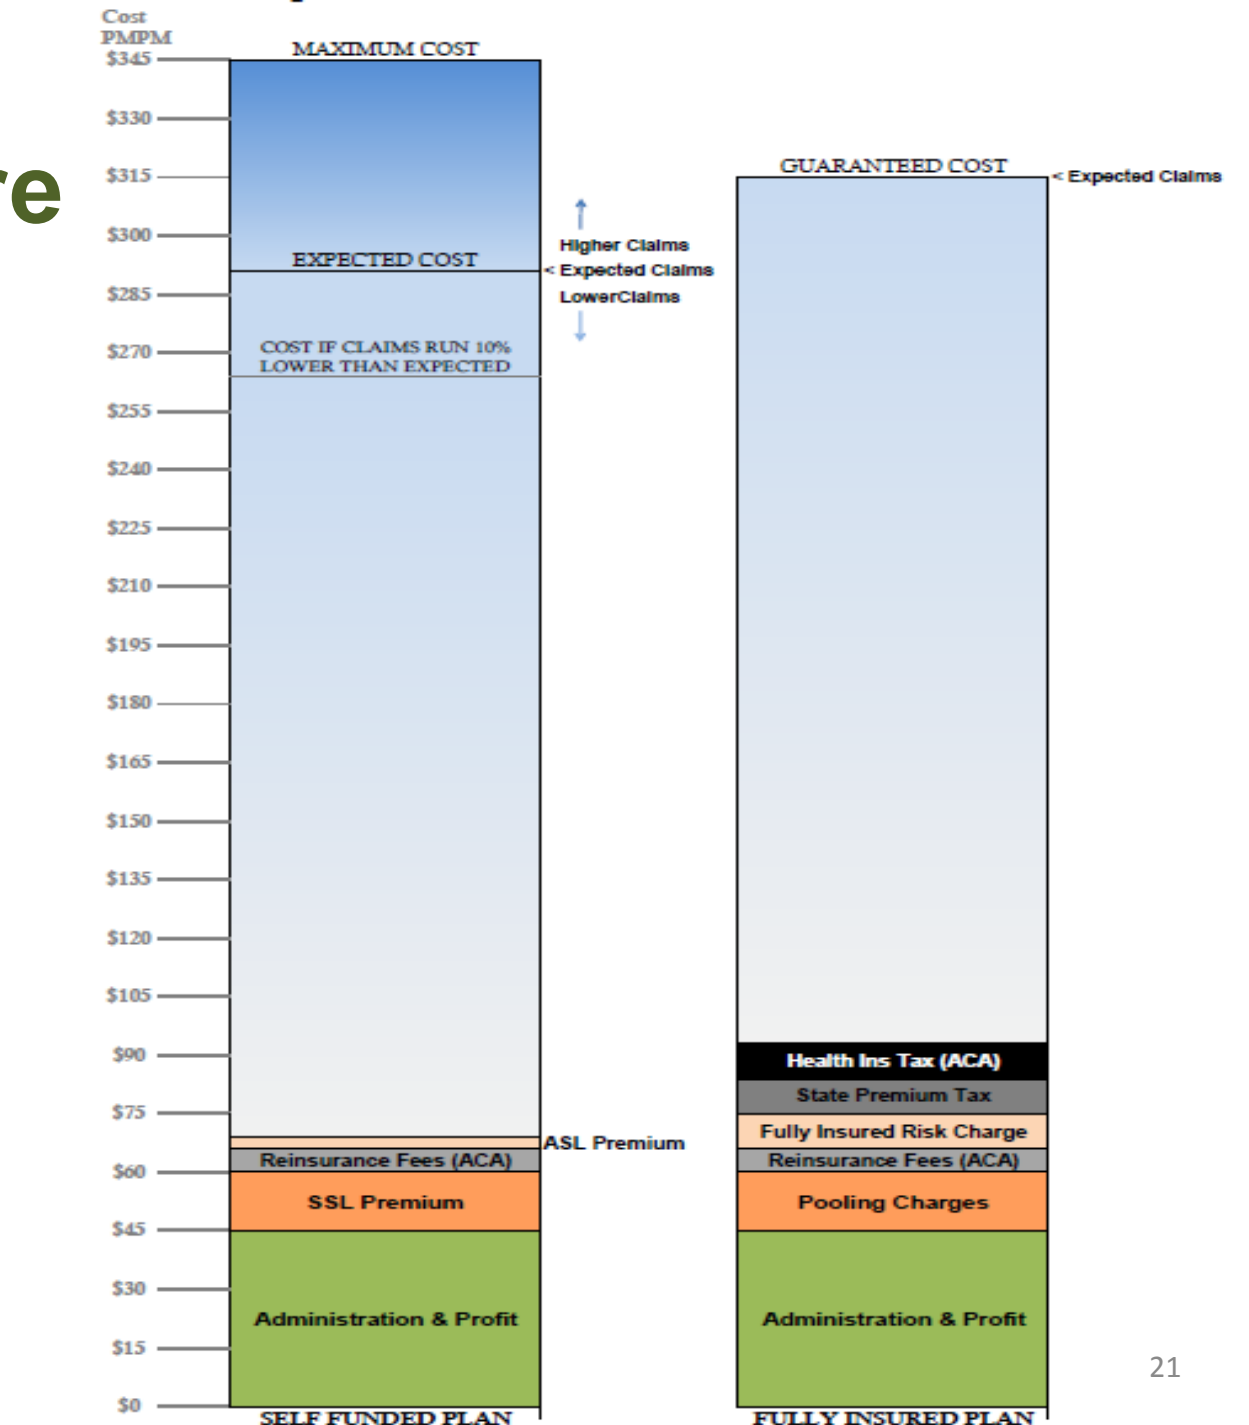 Cost
PMPM
re
$345
$330
$315
$300
$285
$270
$255
$240
$225
$210
$195
$180
$165
$150
$135
$120
$105
$90
$75
$60
$45
$30
$15
$0
MAXIMUM COST
EXPECTED COST
COST IF CLAIMS RUN 10%
LOWER THAN EXPECTED
Higher Claims
< Expected Claims
LowerClaims
ASL Premium
Reinsurance Fees (ACA)
SSL Premium
Administration & Profit
SELF FUNDED PLAN
GUARANTEED COST
< Expected Claims
Health Ins Tax (ACA)
State Premium Tax
Fully Insured Risk Charge
Reinsurance Fees (ACA)
Pooling Charges
Administration & Profit
FULLY INSURED PLAN
21